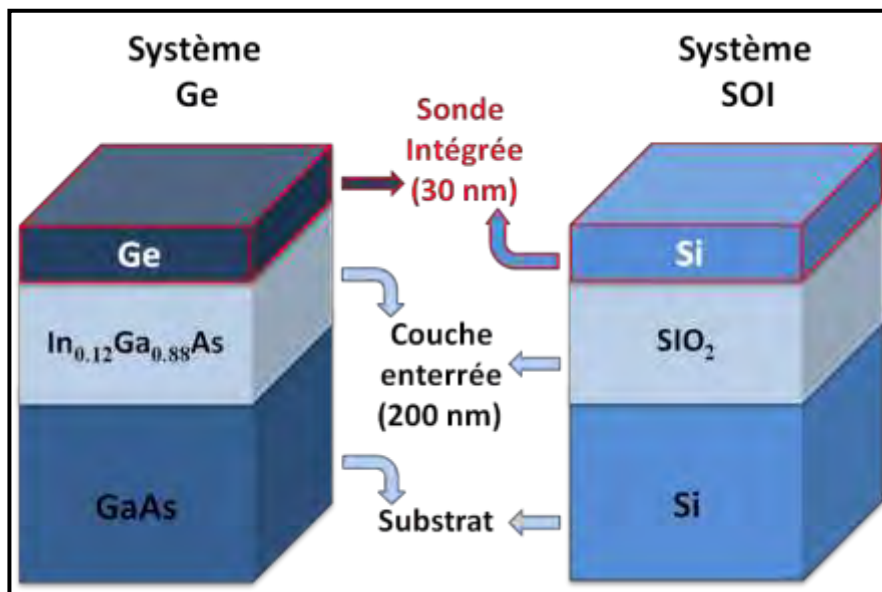 Système
Ge
Système
SOI
Sonde
Intégrée
(30 nm)
Ge
Si
In0.12Ga0.88As
Couche
enterrée
(200 nm)
SIO2
GaAs
Substrat
Si